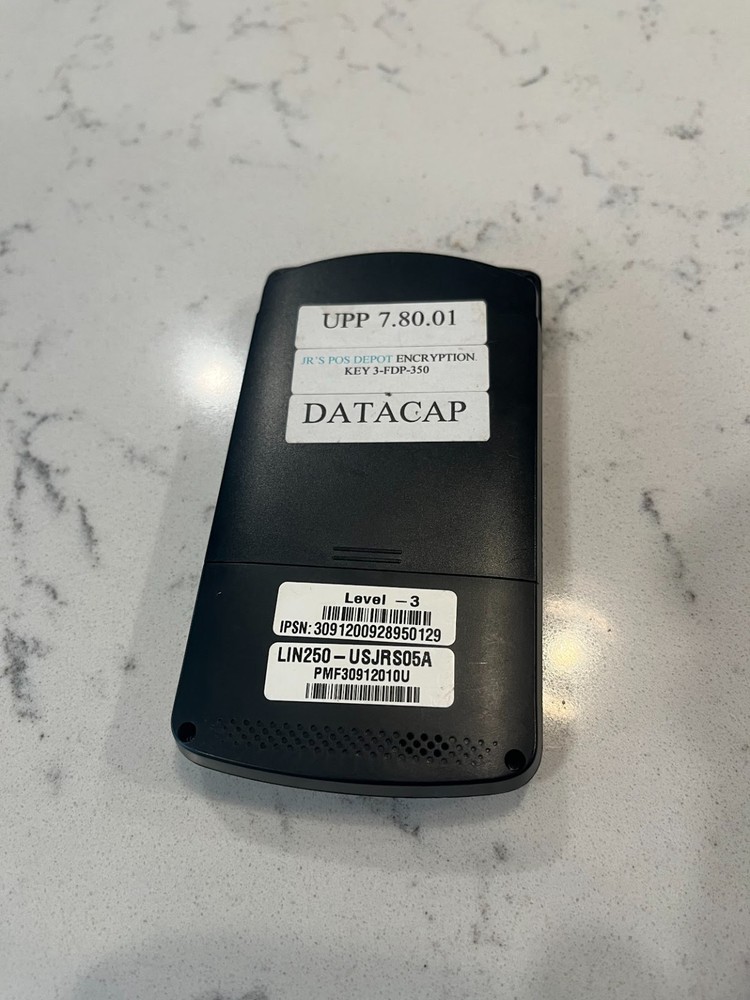 UPP 7.80.01
JR'S POS DEPOT ENCRYPTION
KEY 3-FDP-350
DATACAP
Level -3
IPSN: 3091200928950129
LIN250-USJRS05A
PMF30912010U